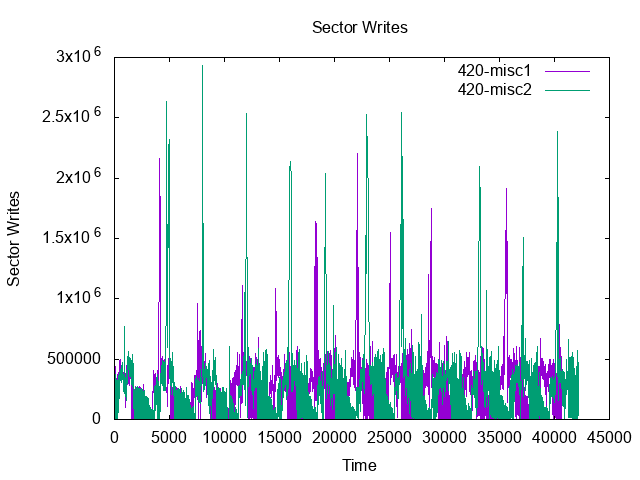 Sector Writes
420-misc1
420-misc2
3x10^6
2.5x10^6
2x10^6
1.5x10^6
1x10^6
500000
0
Sector Writes
0 5000 10000 15000 20000 25000 30000 35000 40000 45000
Time